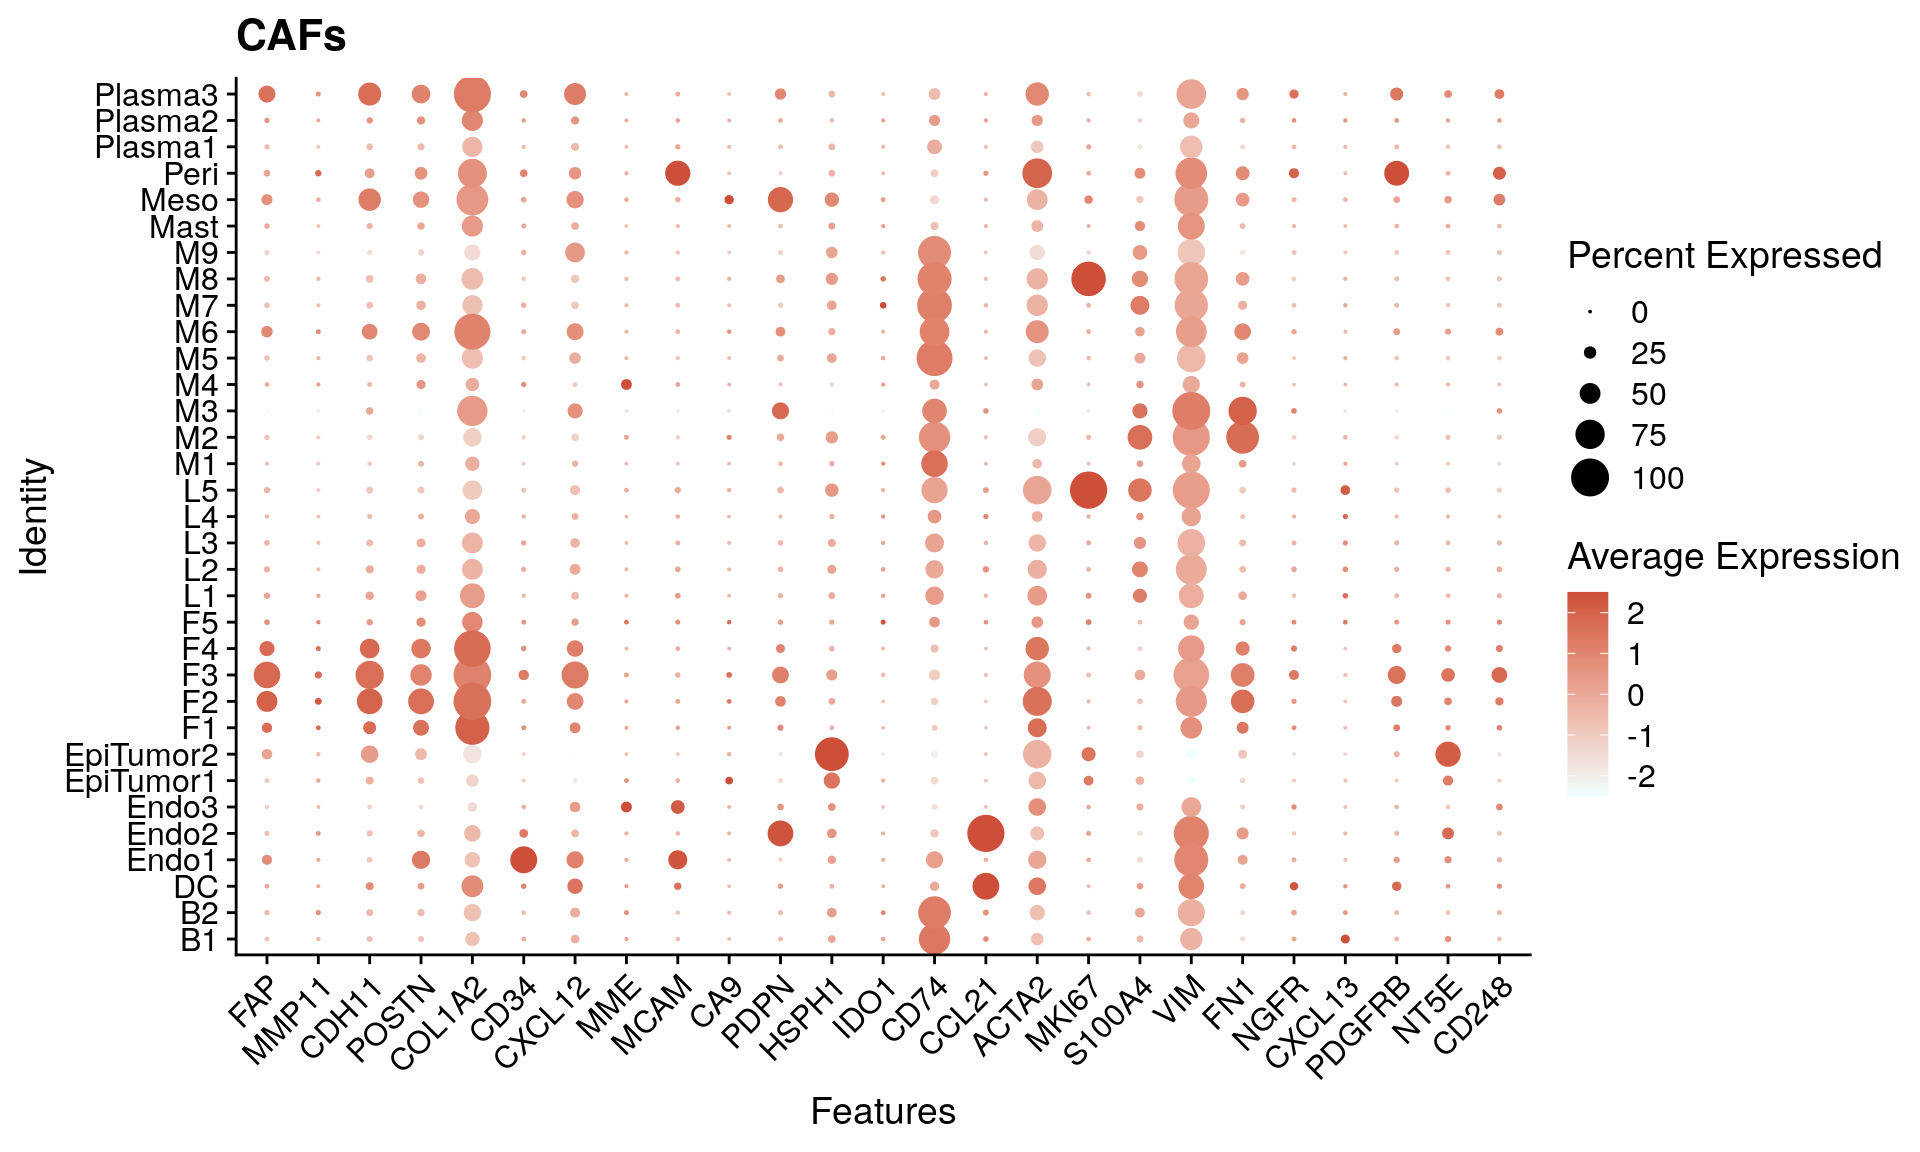 CAFs
Plasma3
Plasma2
Plasma1
Peri
Meso
Mast
M9
M8
M7
M6
M5
M4
M3
M2
M1
L5
L4
L3
L2
L1
F5
F4
F3
F2
F1
EpiTumor2
EpiTumor1
Endo3
Endo2
Endo1
DC
B2
B1
Identity
FAP
MMP11
CDH11
POSTN
COL1A2
CD34
CXCL12
MME
MCAM
CA9
PDPN
HSPH1
IDO1
CD74
CCL21
ACTA2
MKI67
S100A4
VIM
FN1
NGFR
CXCL13
PDGFRB
NT5E
CD248
Features
Percent Expressed
0
25
50
75
100
Average Expression
2
1
0
-1
-2